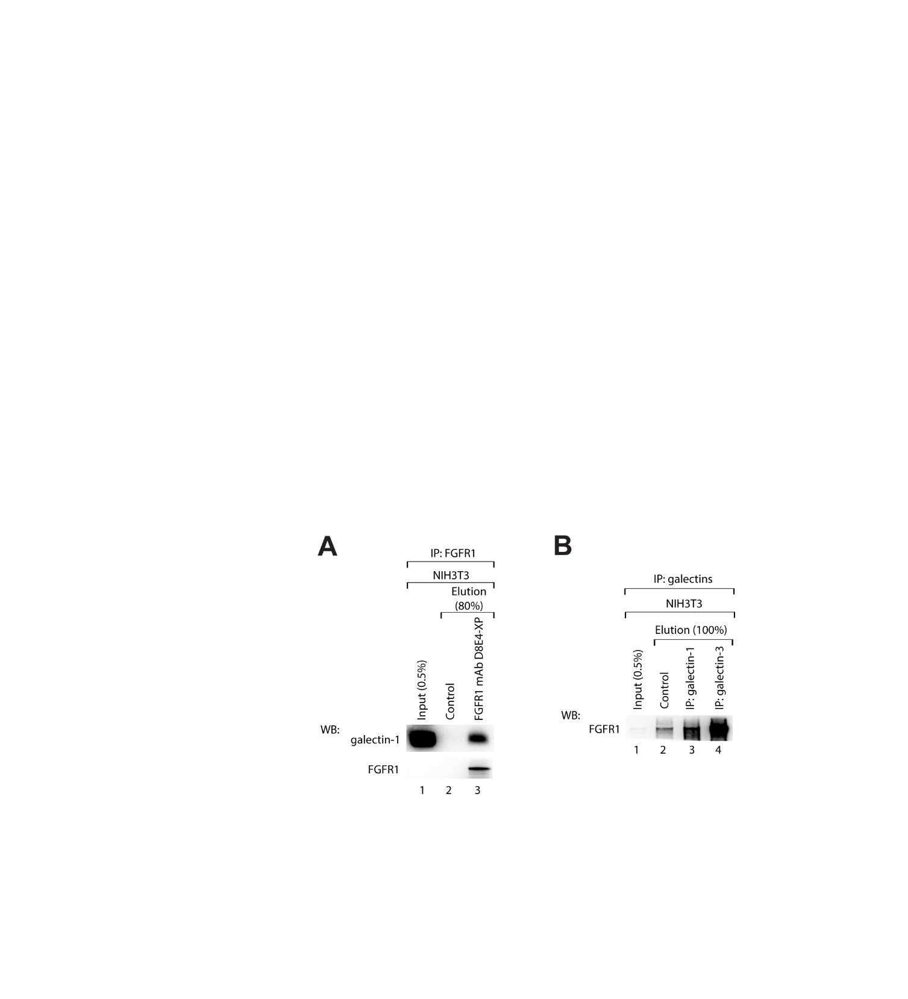 A
IP: FGFR1
NIH3T3
Elution
(80%)
Input (0.5%)
Control
FGFR1 mAb D8E4-XP
WB:
galectin-1
FGFR1
1 2 3
B
IP: galectins
NIH3T3
Elution (100%)
Input (0.5%)
Control
IP: galectin-1
IP: galectin-3
WB:
FGFR1
1 2 3 4